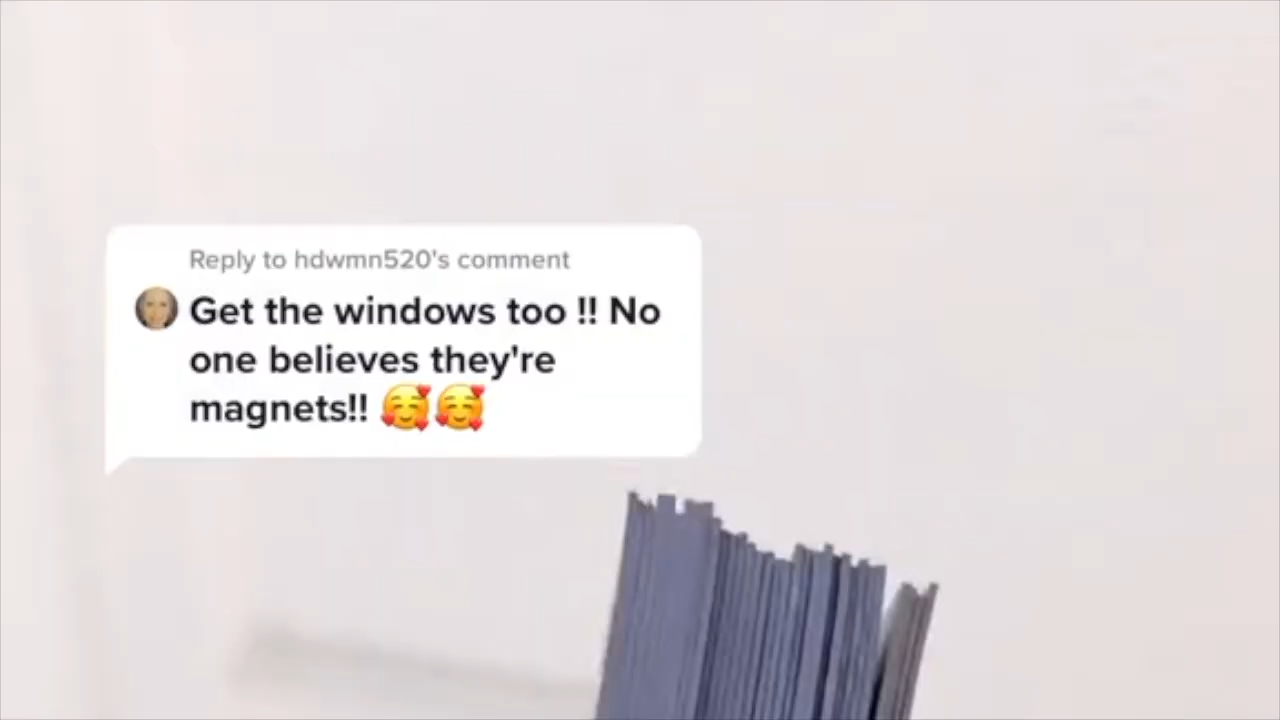 Reply to hdwmn520's comment
Get the windows too !! No
one believes they're
magnets!! 🥰🥰